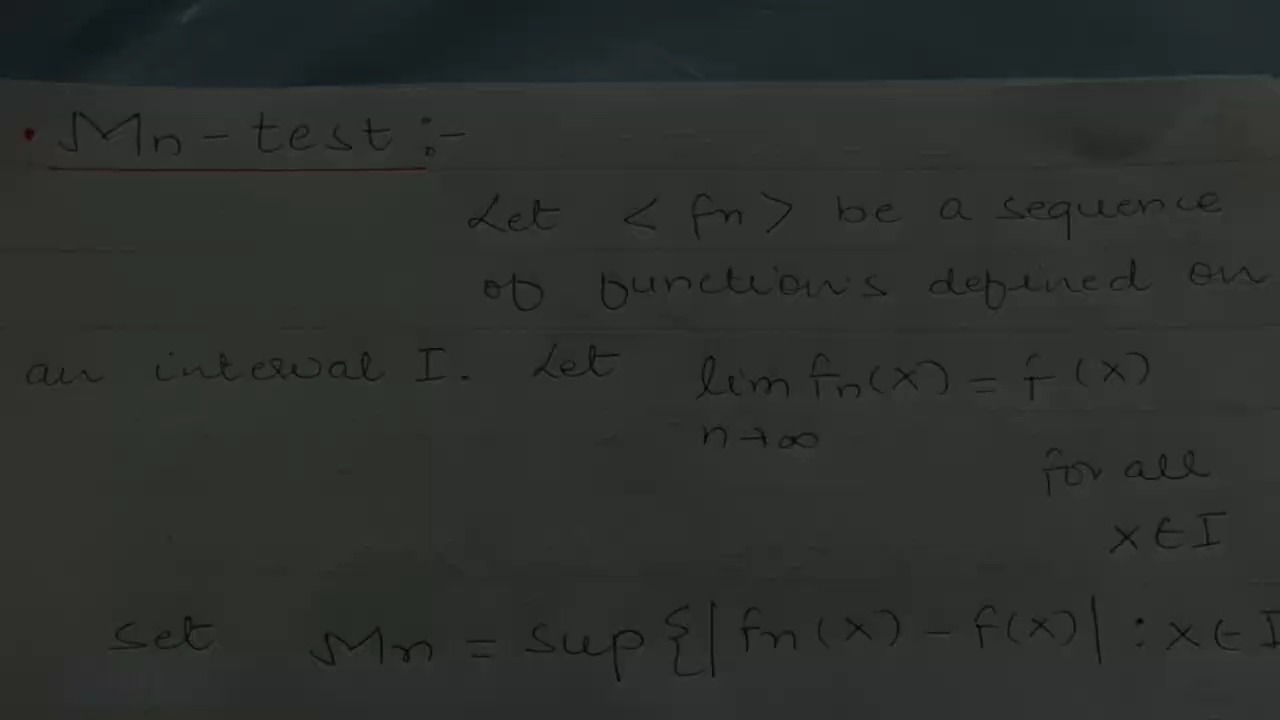 • Mn - test :-
Let < fn > be a sequence
of functions defined on
an interval I. Let lim fn(x) = f(x)
n→∞
for all
x ∈ I
set Mn = sup{|fn(x) - f(x)| : x ∈ I